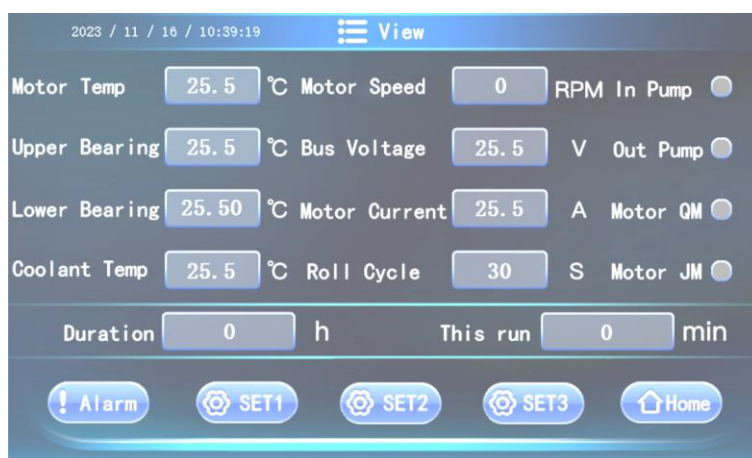 2023 / 11 / 16 / 10:39:19 View
Motor Temp 25.5 ℃ Motor Speed 0 RPM In Pump
Upper Bearing 25.5 ℃ Bus Voltage 25.5 V Out Pump
Lower Bearing 25.50 ℃ Motor Current 25.5 A Motor QM
Coolant Temp 25.5 ℃ Roll Cycle 30 S Motor JM
Duration 0 h This run 0 min
! Alarm SET1 SET2 SET3 Home